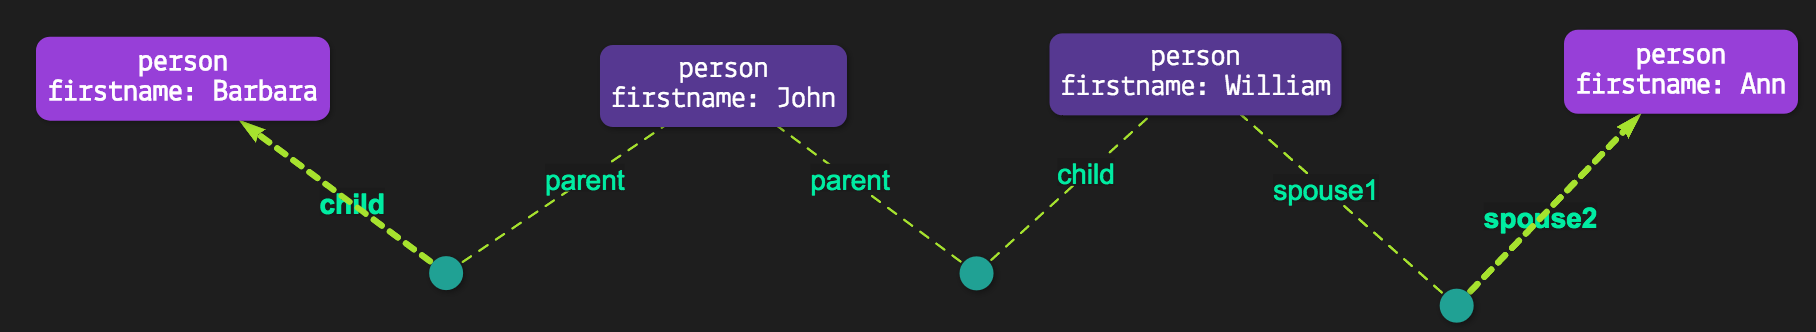 person
firstname: Barbara
person
firstname: John
person
firstname: William
person
firstname: Ann
child
parent
parent
child
spouse1
spouse2